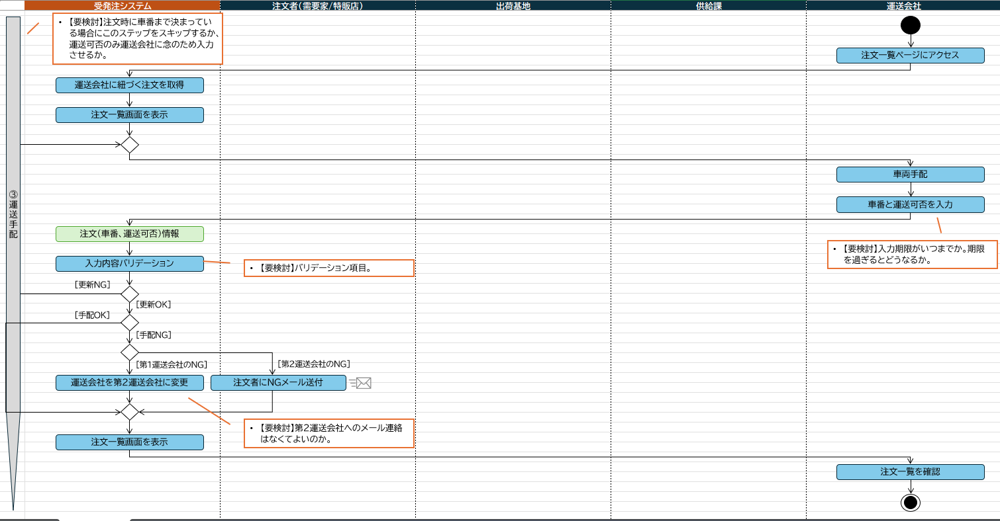 受発注システム
注文者(需要家/特販店)
出荷基地
供給課
運送会社
• 【要検討】注文時に車番まで決まってい
る場合にこのステップをスキップするか、
運送可否のみ運送会社に念のため入力
させるか。
注文一覧ページにアクセス
運送会社に紐づく注文を取得
注文一覧画面を表示
③運送手配
車両手配
車番と運送可否を入力
注文(車番、運送可否)情報
• 【要検討】入力期限がいつまでか。期限
を過ぎるとどうなるか。
入力内容バリデーション
• 【要検討】バリデーション項目。
[更新NG]
[更新OK]
[手配OK]
[手配NG]
[第1運送会社のNG]
[第2運送会社のNG]
運送会社を第2運送会社に変更
注文者にNGメール送付
• 【要検討】第2運送会社へのメール連絡
はなくてよいのか。
注文一覧画面を表示
注文一覧を確認